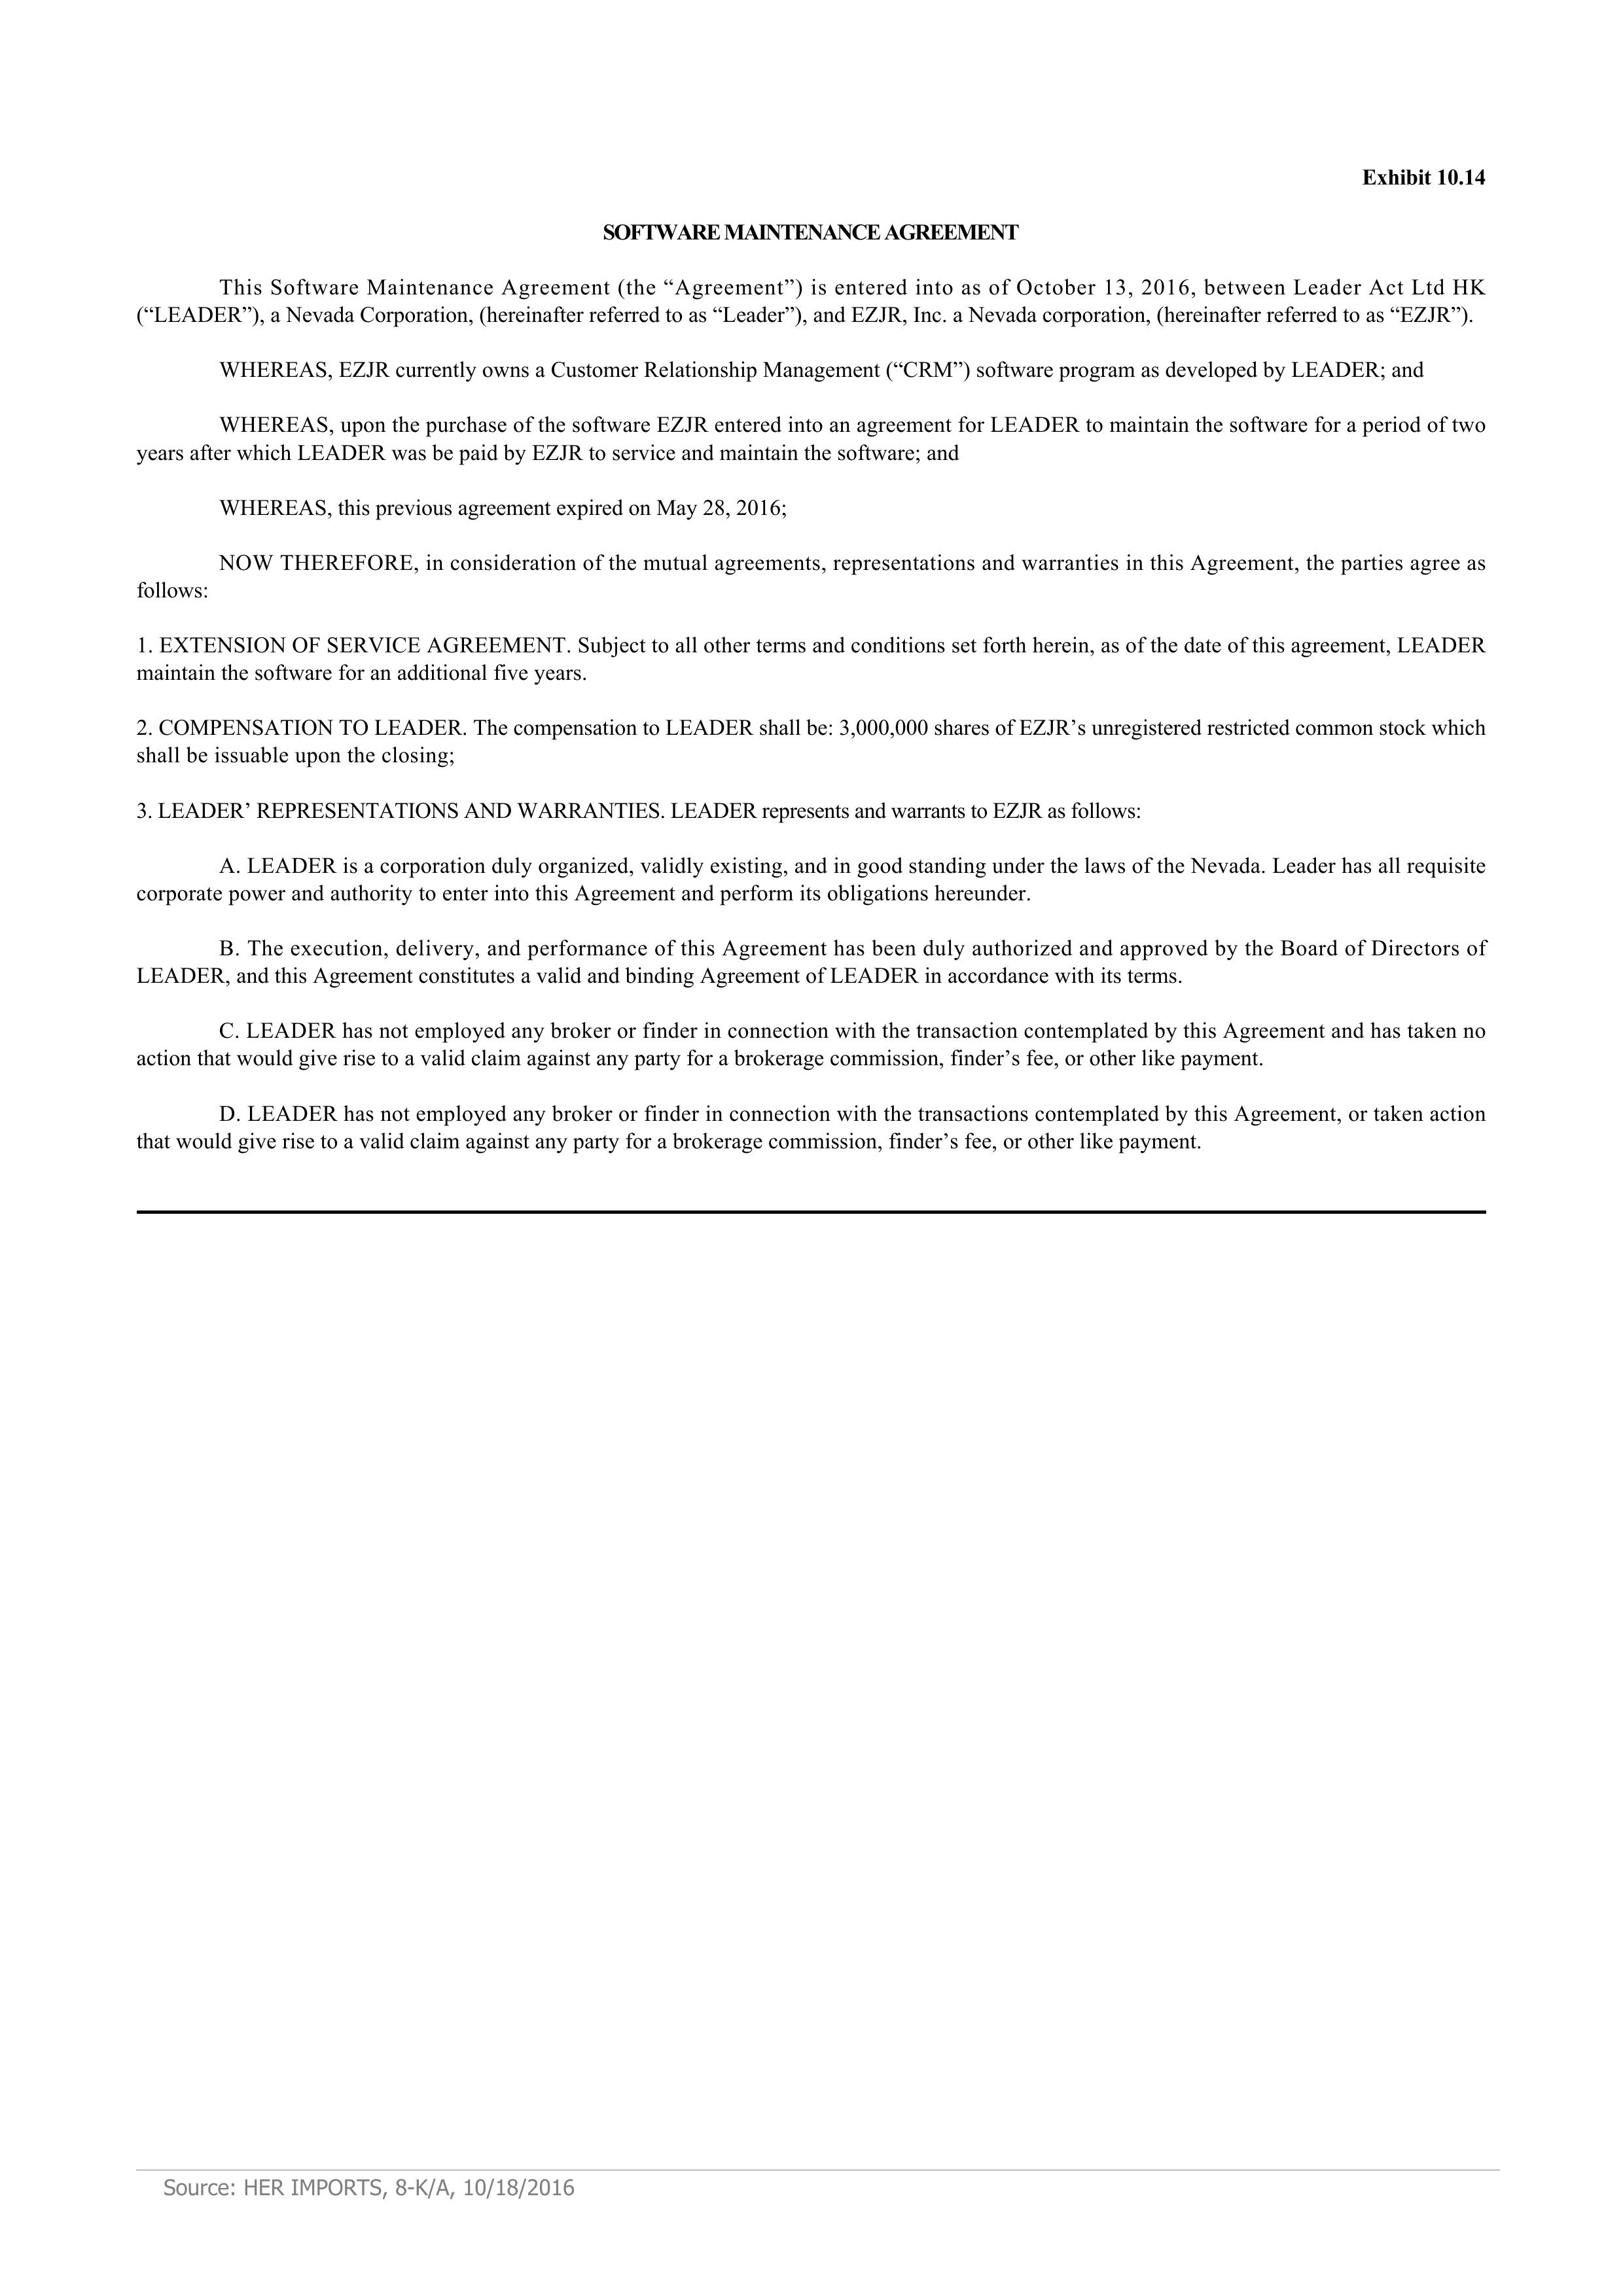 Exhibit 10.14
SOFTWARE MAINTENANCE AGREEMENT
This Software Maintenance Agreement (the “Agreement”) is entered into as of October 13, 2016, between Leader Act Ltd HK
(“LEADER”), a Nevada Corporation, (hereinafter referred to as “Leader”), and EZJR, Inc. a Nevada corporation, (hereinafter referred to as “EZJR”).
WHEREAS, EZJR currently owns a Customer Relationship Management (“CRM”) software program as developed by LEADER; and
WHEREAS, upon the purchase of the software EZJR entered into an agreement for LEADER to maintain the software for a period of two
years after which LEADER was be paid by EZJR to service and maintain the software; and
WHEREAS, this previous agreement expired on May 28, 2016;
NOW THEREFORE, in consideration of the mutual agreements, representations and warranties in this Agreement, the parties agree as
follows:
1. EXTENSION OF SERVICE AGREEMENT. Subject to all other terms and conditions set forth herein, as of the date of this agreement, LEADER
maintain the software for an additional five years.
2. COMPENSATION TO LEADER. The compensation to LEADER shall be: 3,000,000 shares of EZJR’s unregistered restricted common stock which
shall be issuable upon the closing;
3. LEADER’ REPRESENTATIONS AND WARRANTIES. LEADER represents and warrants to EZJR as follows:
A. LEADER is a corporation duly organized, validly existing, and in good standing under the laws of the Nevada. Leader has all requisite
corporate power and authority to enter into this Agreement and perform its obligations hereunder.
B. The execution, delivery, and performance of this Agreement has been duly authorized and approved by the Board of Directors of
LEADER, and this Agreement constitutes a valid and binding Agreement of LEADER in accordance with its terms.
C. LEADER has not employed any broker or finder in connection with the transaction contemplated by this Agreement and has taken no
action that would give rise to a valid claim against any party for a brokerage commission, finder’s fee, or other like payment.
D. LEADER has not employed any broker or finder in connection with the transactions contemplated by this Agreement, or taken action
that would give rise to a valid claim against any party for a brokerage commission, finder’s fee, or other like payment.
Source: HER IMPORTS, 8-K/A, 10/18/2016